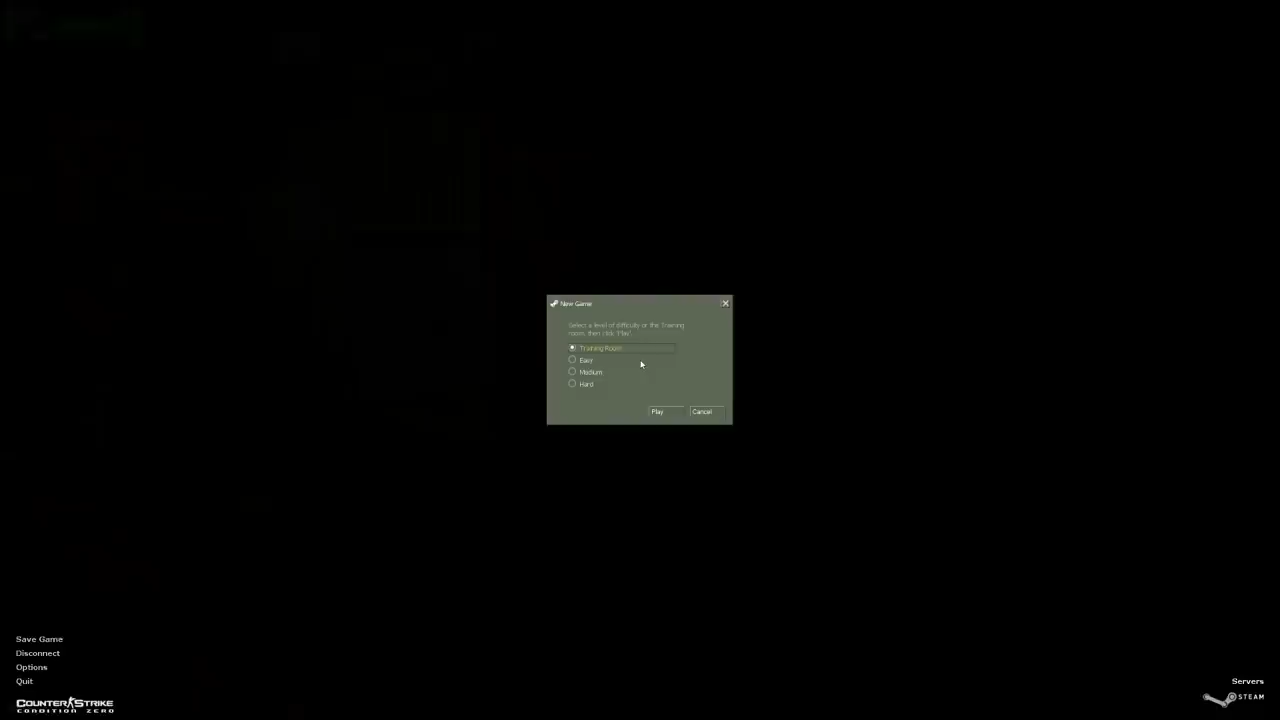 New Game
Select a level of difficulty or the Training
room, then click 'Play'.
Training Room
Easy
Medium
Hard
Play
Cancel
Save Game
Disconnect
Options
Quit
Servers
COUNTER STRIKE
CONDITION ZERO
STEAM